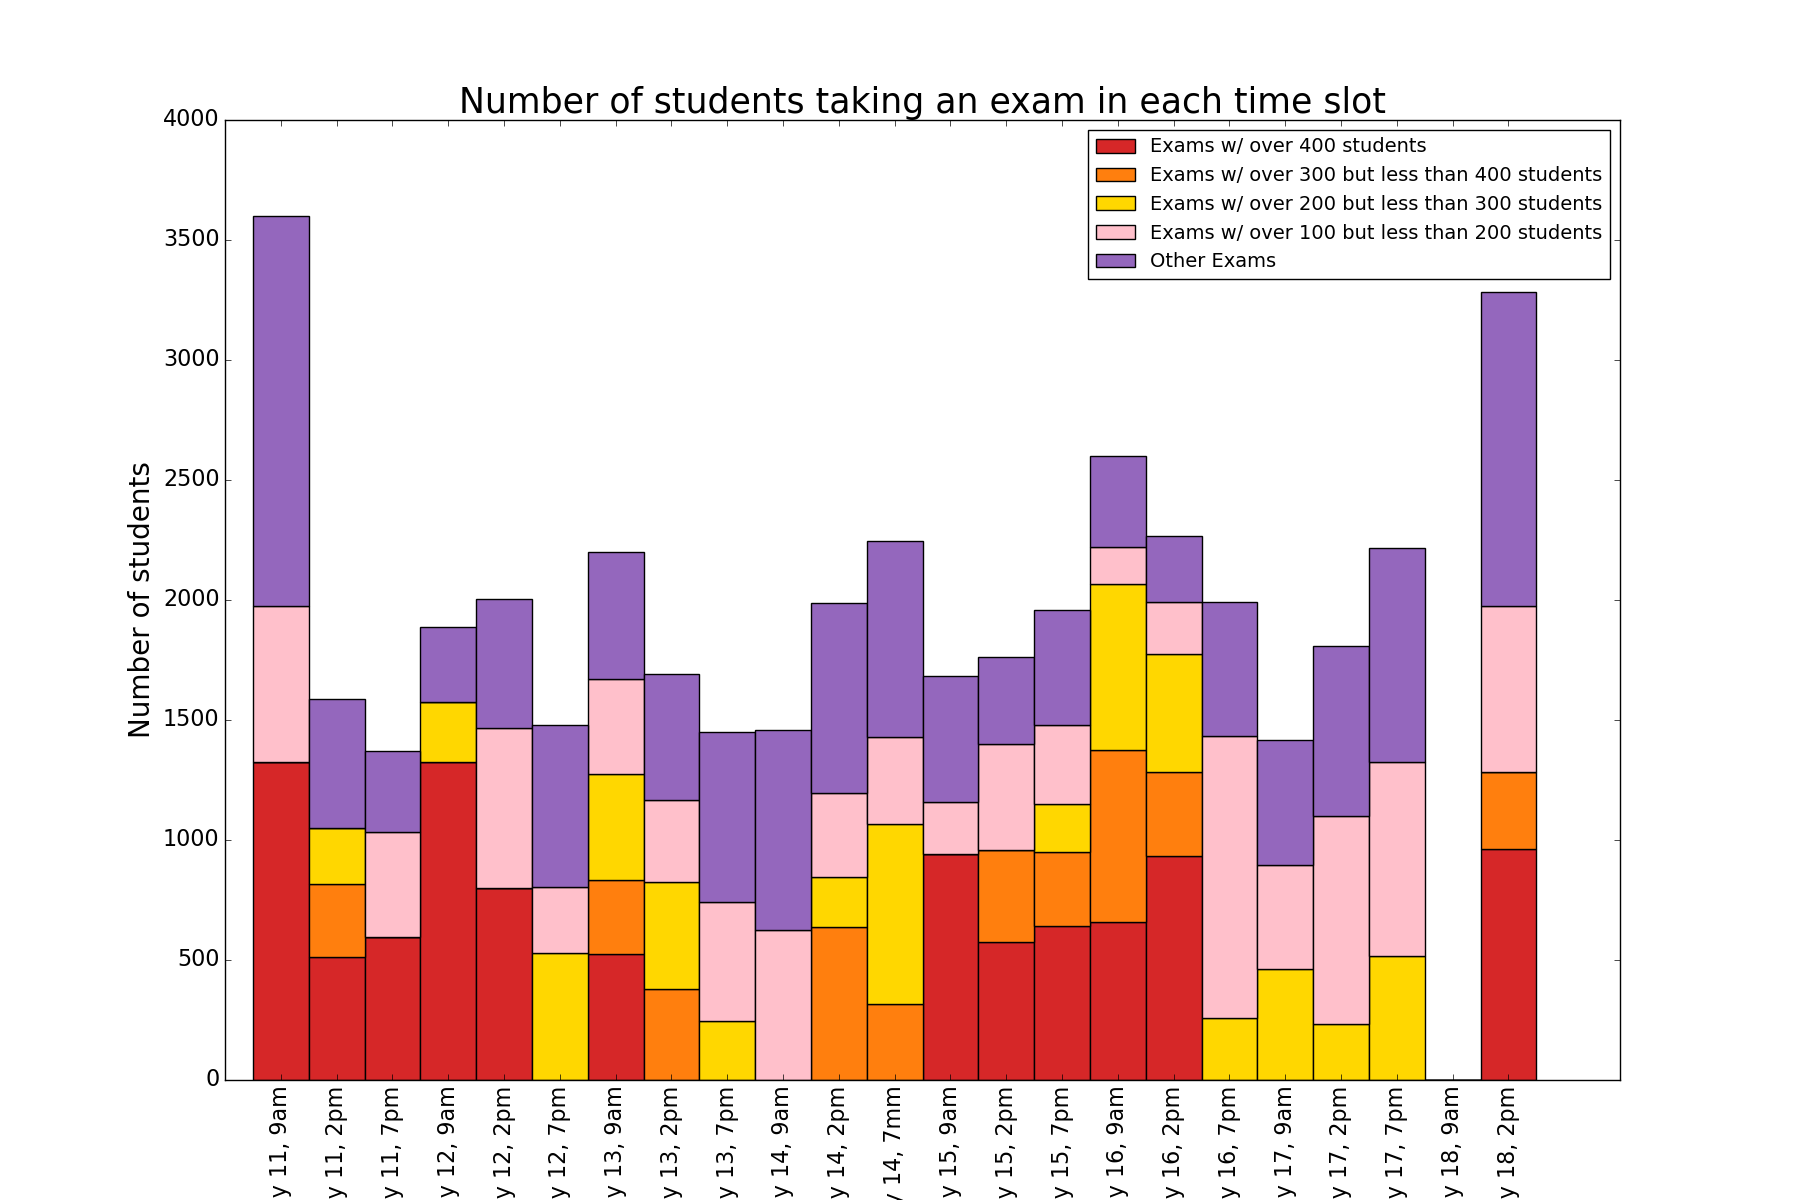 Number of students taking an exam in each time slot
Number of students
4000
3500
3000
2500
2000
1500
1000
500
0
Exams w/ over 400 students
Exams w/ over 300 but less than 400 students
Exams w/ over 200 but less than 300 students
Exams w/ over 100 but less than 200 students
Other Exams
y 11, 9am
y 11, 2pm
y 11, 7pm
y 12, 9am
y 12, 2pm
y 12, 7pm
y 13, 9am
y 13, 2pm
y 13, 7pm
y 14, 9am
y 14, 2pm
y 14, 7mm
y 15, 9am
y 15, 2pm
y 15, 7pm
y 16, 9am
y 16, 2pm
y 16, 7pm
y 17, 9am
y 17, 2pm
y 17, 7pm
y 18, 9am
y 18, 2pm